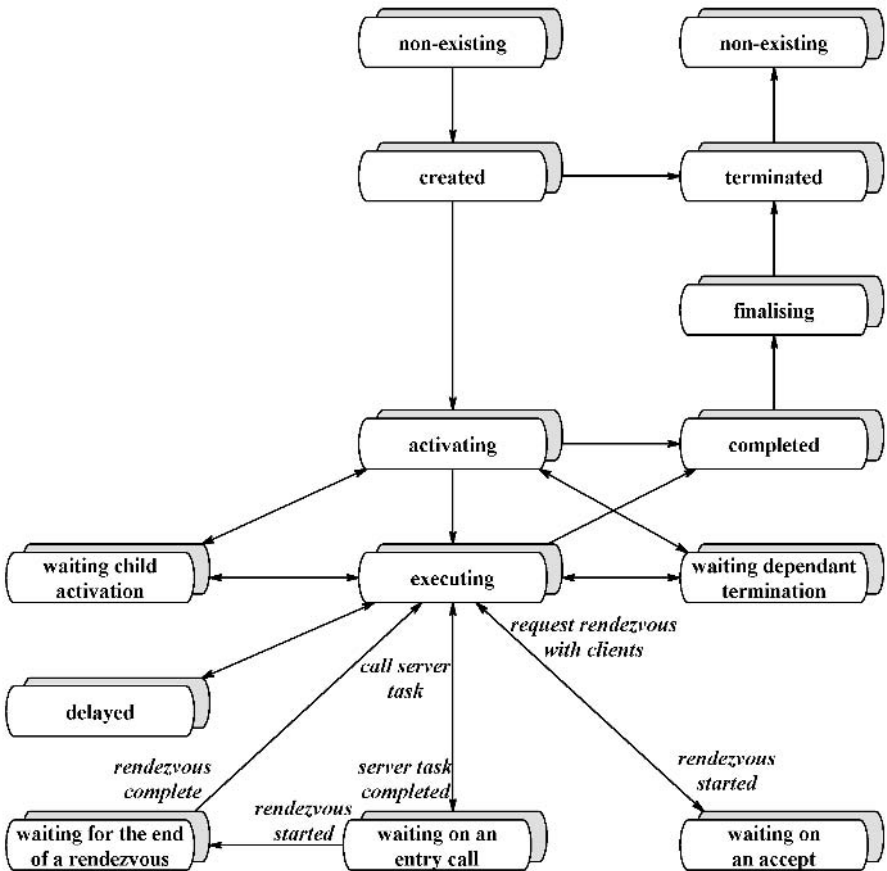 non-existing
non-existing
created
terminated
finalising
activating
completed
waiting child
activation
executing
waiting dependant
termination
request rendezvous
with clients
call server
task
delayed
rendezvous
complete
server task
completed
rendezvous
started
rendezvous
started
waiting for the end
of a rendezvous
waiting on an
entry call
waiting on
an accept